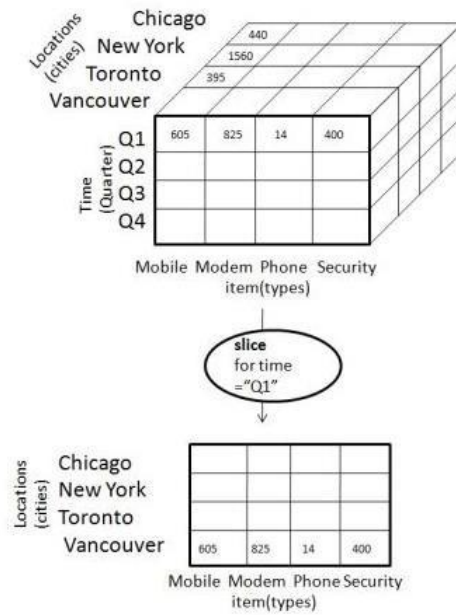 Locations
(cities)
Chicago
New York
Toronto
Vancouver
440
1560
395
Time
(Quarter)
Q1
605 825 14 400
Q2
Q3
Q4
Mobile Modem Phone Security
item(types)
slice
for time
="Q1"
Locations
(cities)
Chicago
New York
Toronto
Vancouver
605 825 14 400
Mobile Modem Phone Security
item(types)